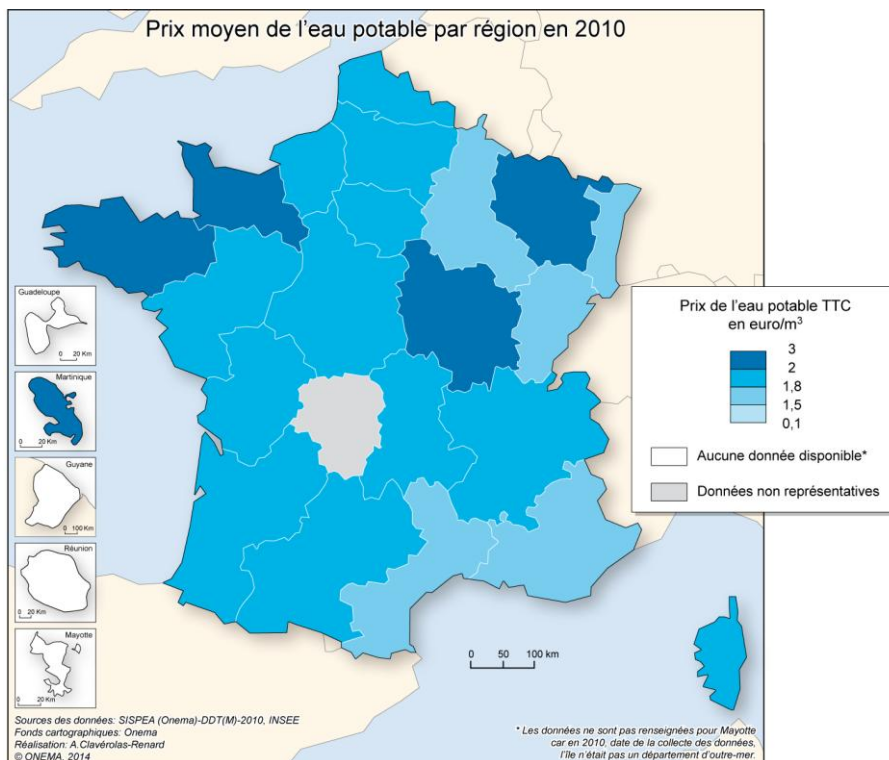 Prix moyen de l'eau potable par région en 2010
Guadeloupe
0 20 Km
Martinique
0 20 Km
Guyane
0 100 Km
Réunion
0 20 Km
Mayotte
0 20 Km
Prix de l'eau potable TTC
en euro/m³
3
2
1,8
1,5
0,1
Aucune donnée disponible*
Données non représentatives
0 50 100 km
Sources des données: SISPEA (Onema)-DDT(M)-2010, INSEE
Fonds cartographiques: Onema
Réalisation: A.Clavérolas-Renard
© ONEMA, 2014
* Les données ne sont pas renseignées pour Mayotte
car en 2010, date de la collecte des données,
l'île n'était pas un département d'outre-mer.